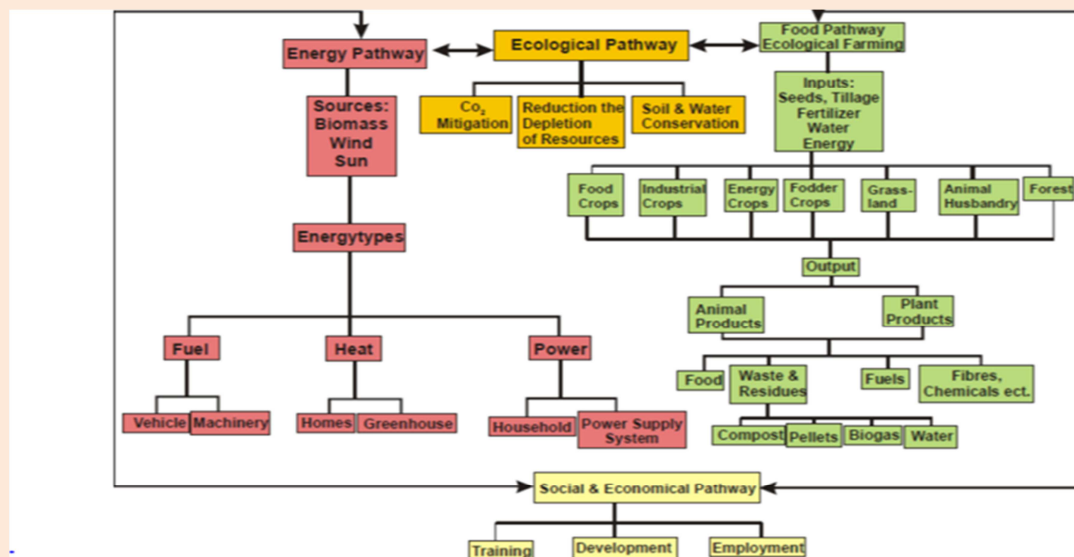 Energy Pathway
Ecological Pathway
Food Pathway
Ecological Farming
Sources:
Biomass
Wind
Sun
Co2
Mitigation
Reduction the
Depletion
of Resources
Soil & Water
Conservation
Inputs:
Seeds, Tillage
Fertilizer
Water
Energy
Food
Crops
Industrial
Crops
Energy
Crops
Fodder
Crops
Grass-
land
Animal
Husbandry
Forest
Energytypes
Output
Animal
Products
Plant
Products
Fuel
Heat
Power
Food
Waste &
Residues
Fuels
Fibres,
Chemicals ect.
Vehicle
Machinery
Homes
Greenhouse
Household
Power Supply
System
Compost
Pellets
Biogas
Water
Social & Economical Pathway
Training
Development
Employment